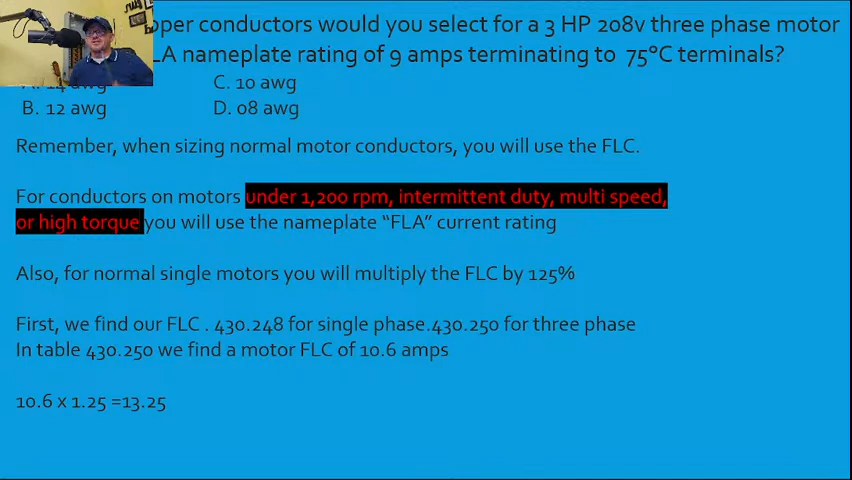 oper conductors would you select for a 3 HP 208v three phase motor
LA nameplate rating of 9 amps terminating to 75°C terminals?
A. 14 awg
C. 10 awg
B. 12 awg
D. 08 awg
Remember, when sizing normal motor conductors, you will use the FLC.
For conductors on motors under 1,200 rpm, intermittent duty, multi speed,
or high torque you will use the nameplate "FLA" current rating
Also, for normal single motors you will multiply the FLC by 125%
First, we find our FLC . 430.248 for single phase.430.250 for three phase
In table 430.250 we find a motor FLC of 10.6 amps
10.6 x 1.25 =13.25